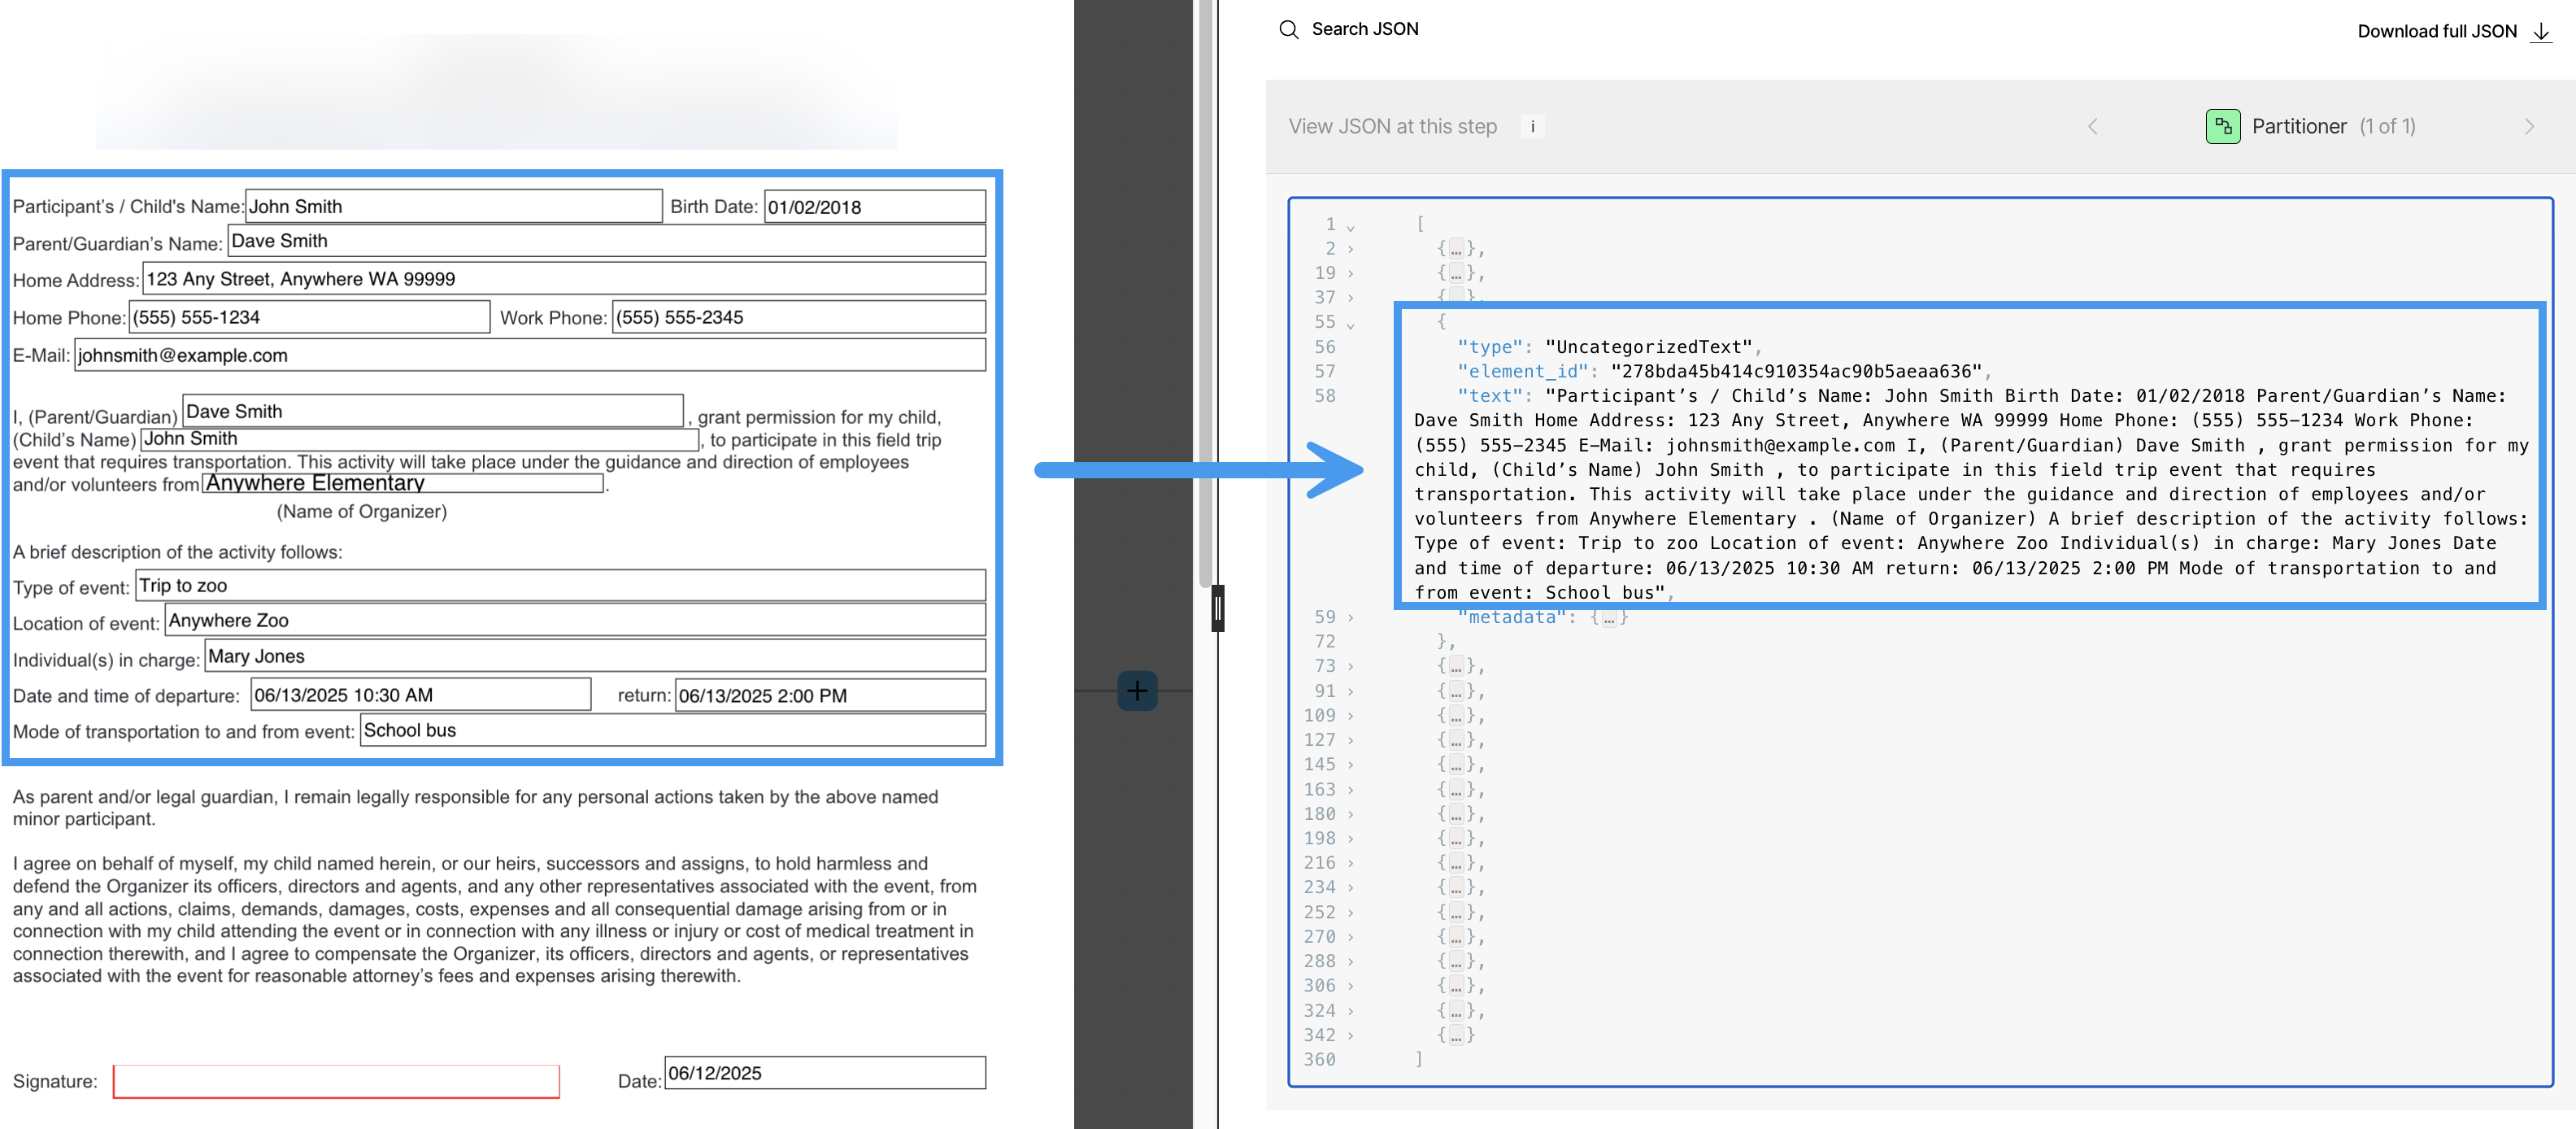 Participant's / Child's Name: John Smith Birth Date: 01/02/2018
Parent/Guardian's Name: Dave Smith
Home Address: 123 Any Street, Anywhere WA 99999
Home Phone: (555) 555-1234 Work Phone: (555) 555-2345
E-Mail: johnsmith@example.com
I, (Parent/Guardian) Dave Smith , grant permission for my child,
(Child's Name) John Smith , to participate in this field trip
event that requires transportation. This activity will take place under the guidance and direction of employees
and/or volunteers from Anywhere Elementary .
(Name of Organizer)
A brief description of the activity follows:
Type of event: Trip to zoo
Location of event: Anywhere Zoo
Individual(s) in charge: Mary Jones
Date and time of departure: 06/13/2025 10:30 AM return: 06/13/2025 2:00 PM
Mode of transportation to and from event: School bus
As parent and/or legal guardian, I remain legally responsible for any personal actions taken by the above named
minor participant.
I agree on behalf of myself, my child named herein, or our heirs, successors and assigns, to hold harmless and
defend the Organizer its officers, directors and agents, and any other representatives associated with the event, from
any and all actions, claims, demands, damages, costs, expenses and all consequential damage arising from or in
connection with my child attending the event or in connection with any illness or injury or cost of medical treatment in
connection therewith, and I agree to compensate the Organizer, its officers, directors and agents, or representatives
associated with the event for reasonable attorney's fees and expenses arising therewith.
Signature: Date: 06/12/2025
Search JSON Download full JSON
View JSON at this step i Partitioner (1 of 1)
1 [
2 {…},
19 {…},
37 {…},
55 {
56 "type": "UncategorizedText",
57 "element_id": "278bda45b414c910354ac90b5aeaa636",
58 "text": "Participant’s / Child’s Name: John Smith Birth Date: 01/02/2018 Parent/Guardian’s Name:
Dave Smith Home Address: 123 Any Street, Anywhere WA 99999 Home Phone: (555) 555-1234 Work Phone:
(555) 555-2345 E-Mail: johnsmith@example.com I, (Parent/Guardian) Dave Smith , grant permission for my
child, (Child’s Name) John Smith , to participate in this field trip event that requires
transportation. This activity will take place under the guidance and direction of employees and/or
volunteers from Anywhere Elementary . (Name of Organizer) A brief description of the activity follows:
Type of event: Trip to zoo Location of event: Anywhere Zoo Individual(s) in charge: Mary Jones Date
and time of departure: 06/13/2025 10:30 AM return: 06/13/2025 2:00 PM Mode of transportation to and
from event: School bus",
59 "metadata": {…}
72 },
73 {…},
91 {…},
109 {…},
127 {…},
145 {…},
163 {…},
180 {…},
198 {…},
216 {…},
234 {…},
252 {…},
270 {…},
288 {…},
306 {…},
324 {…},
342 {…}
360 ]